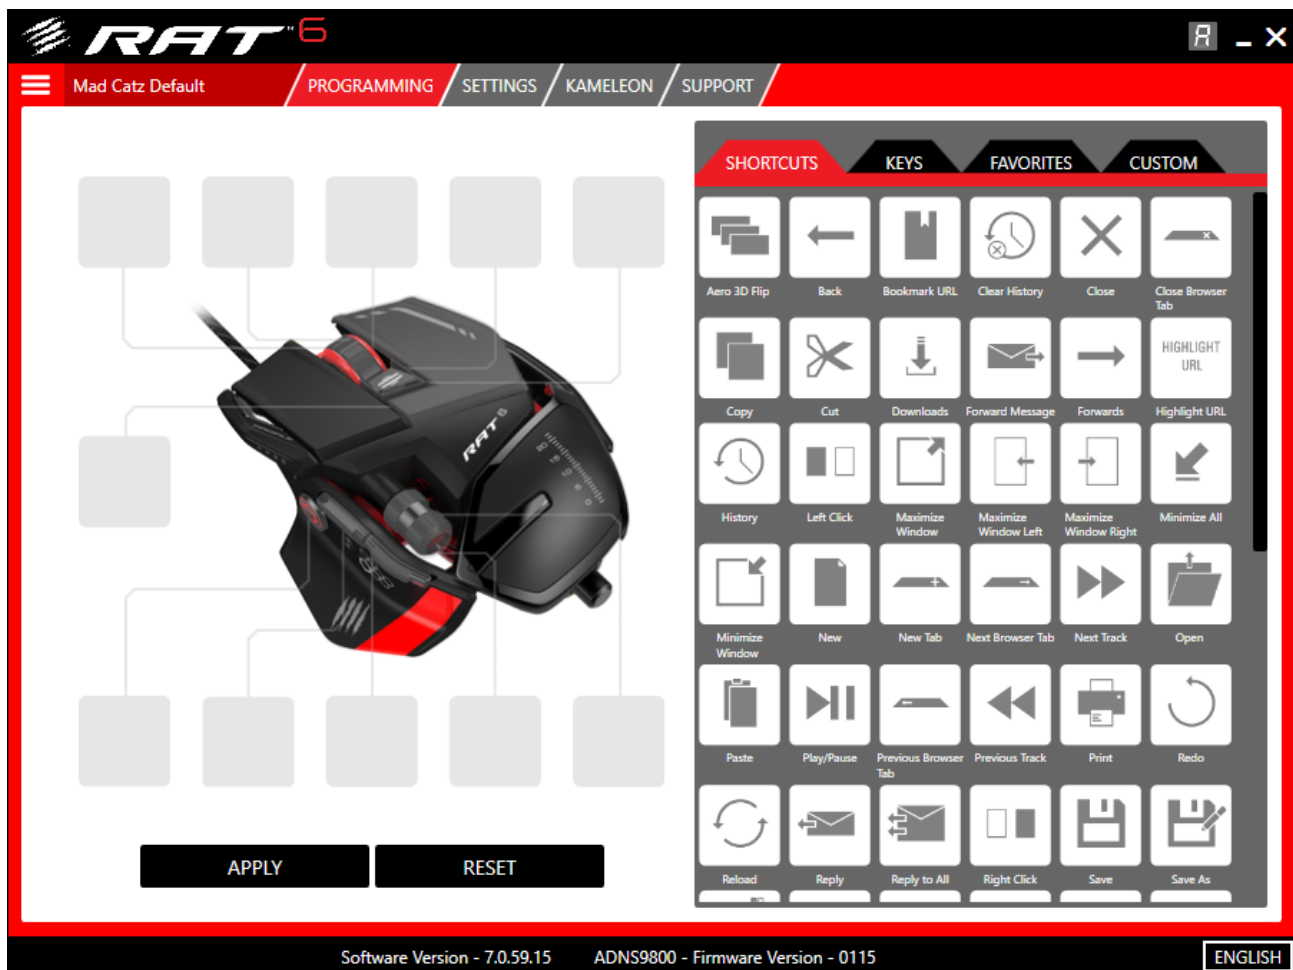 RAT™6
Mad Catz Default
PROGRAMMING
SETTINGS
KAMELEON
SUPPORT
SHORTCUTS
KEYS
FAVORITES
CUSTOM
Aero 3D Flip
Back
Bookmark URL
Clear History
Close
Close Browser
Tab
HIGHLIGHT
URL
Copy
Cut
Downloads
Forward Message
Forwards
Highlight URL
History
Left Click
Maximize
Window
Maximize
Window Left
Maximize
Window Right
Minimize All
Minimize
Window
New
New Tab
Next Browser Tab
Next Track
Open
Paste
Play/Pause
Previous Browser
Tab
Previous Track
Print
Redo
Reload
Reply
Reply to All
Right Click
Save
Save As
RAT 6
APPLY
RESET
Software Version - 7.0.59.15
ADNS9800 - Firmware Version - 0115
ENGLISH